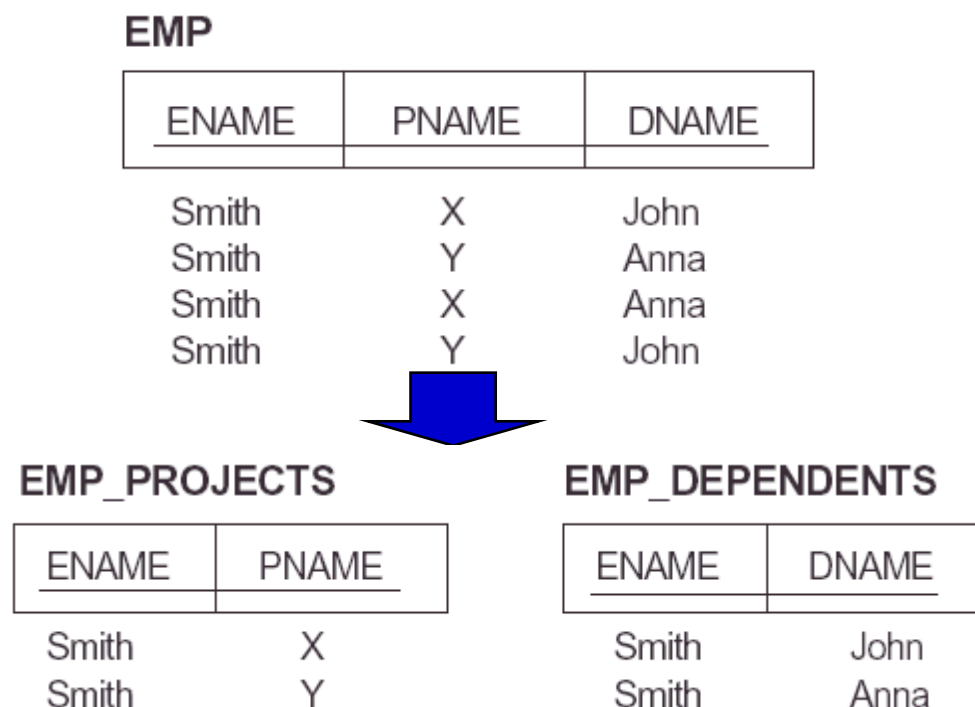 EMP
ENAME PNAME DNAME
Smith X John
Smith Y Anna
Smith X Anna
Smith Y John
EMP_PROJECTS EMP_DEPENDENTS
ENAME PNAME ENAME DNAME
Smith X Smith John
Smith Y Smith Anna